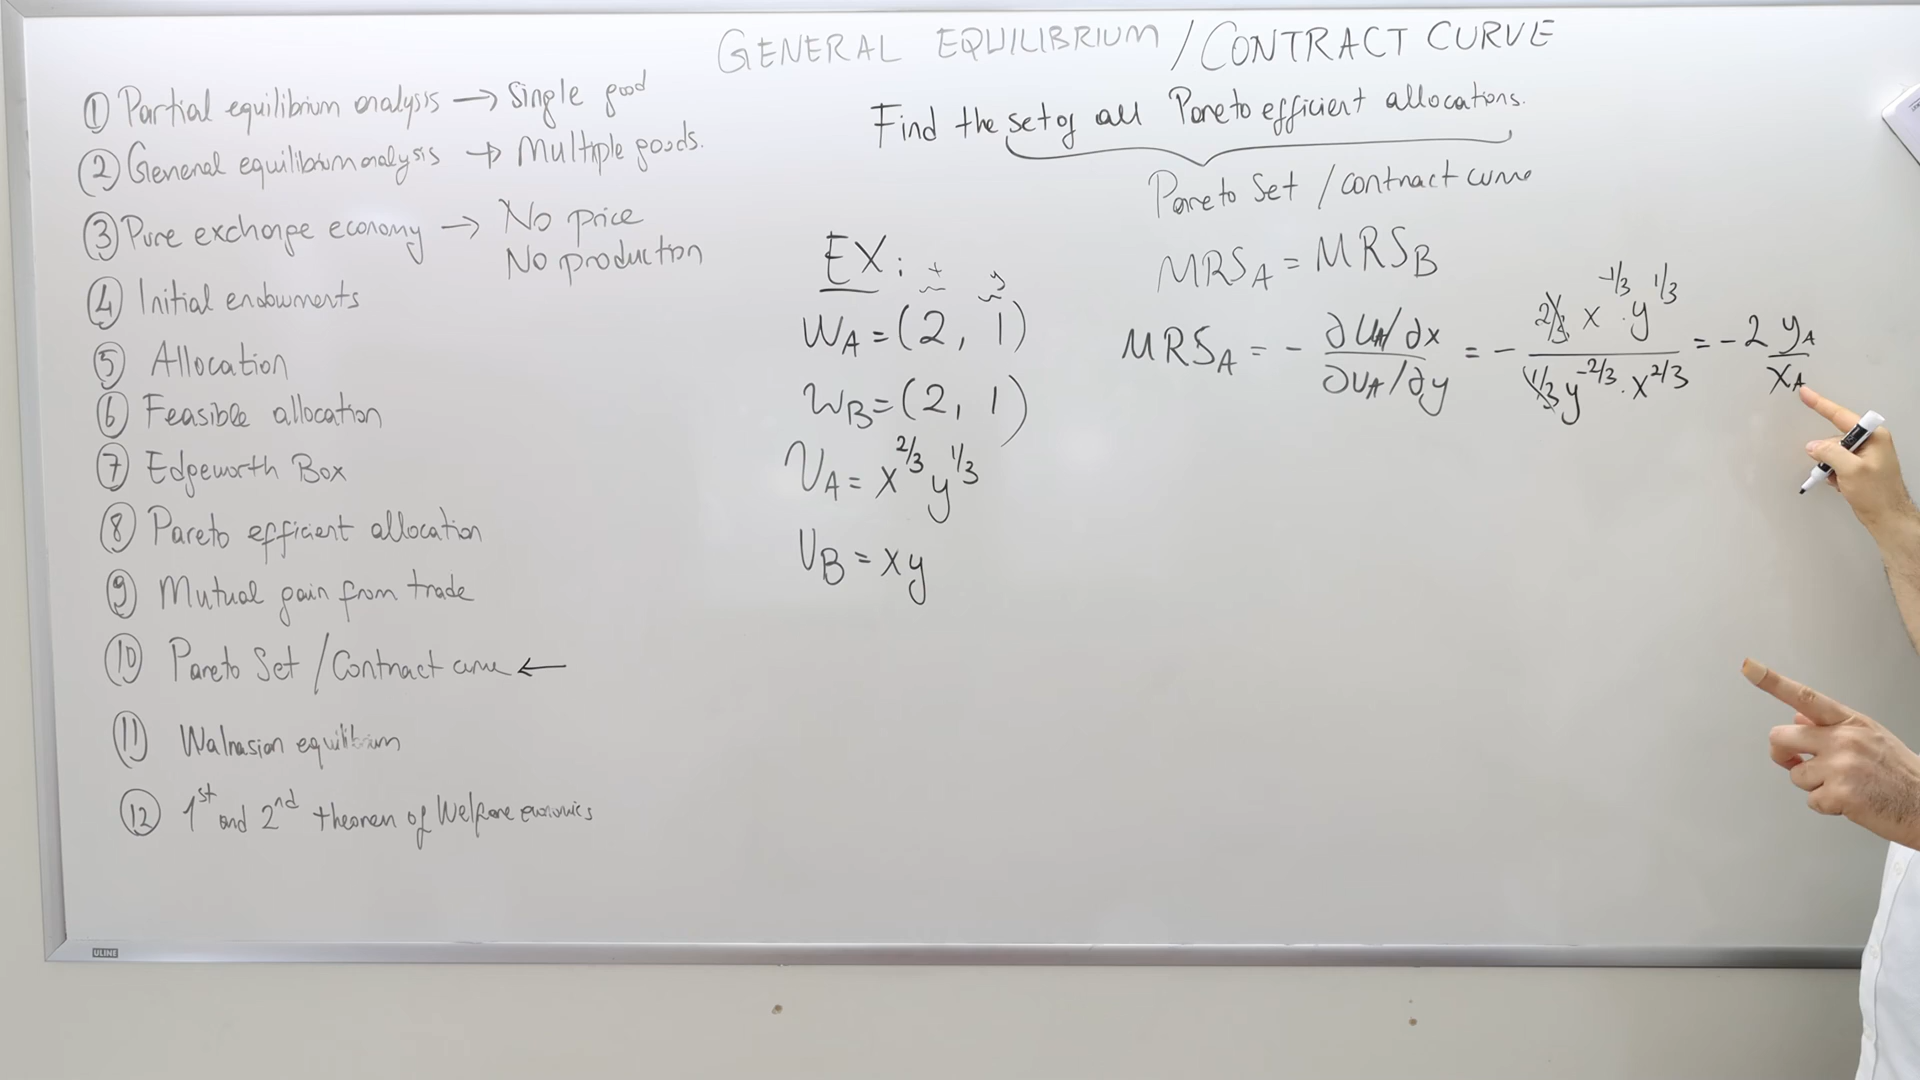 GENERAL EQUILIBRIUM / CONTRACT CURVE
① Partial equilibrium analysis → Single good
② General equilibrium analysis → Multiple goods.
③ Pure exchange economy → No price
No production
④ Initial endowments
⑤ Allocation
⑥ Feasible allocation
⑦ Edgeworth Box
⑧ Pareto efficient allocation
⑨ Mutual gain from trade
⑩ Pareto Set / Contract curve ←
⑪ Walrasian equilibrium
⑫ 1st and 2nd theorem of Welfare economics
Find the set of all Pareto efficient allocations.
Pareto Set / contract curve
EX:
y
W_A = (2, 1)
W_B = (2, 1)
U_A = x^2/3 y^1/3
U_B = xy
MRS_A = MRS_B
MRS_A = - ∂U_A/∂x / ∂U_A/∂y = - 2/3 x^-1/3 · y^1/3 / 1/3 y^-2/3 · x^2/3 = -2 y_A / x_A
ULINE